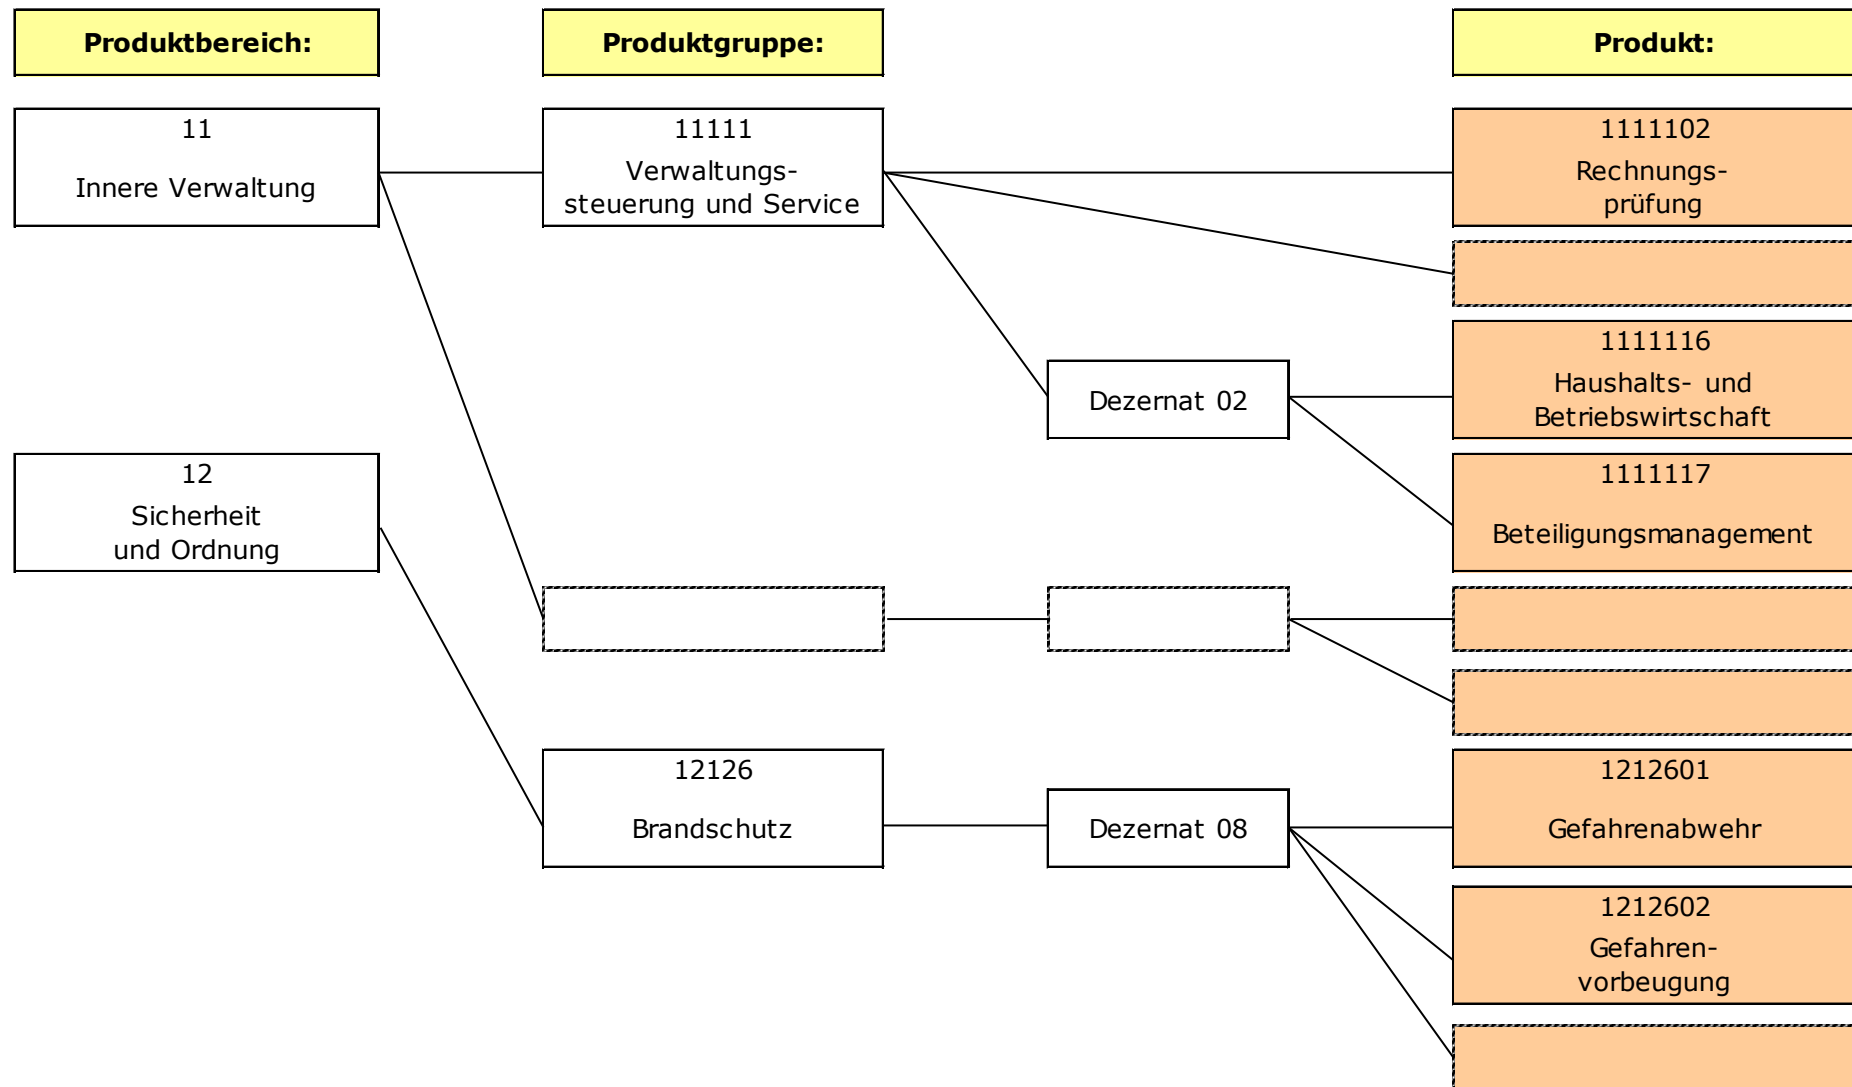 Produktbereich:
Produktgruppe:
Produkt:
11
Innere Verwaltung
11111
Verwaltungs-
steuerung und Service
1111102
Rechnungs-
prüfung
Dezernat 02
1111116
Haushalts- und
Betriebswirtschaft
1111117
Beteiligungsmanagement
12
Sicherheit
und Ordnung
12126
Brandschutz
Dezernat 08
1212601
Gefahrenabwehr
1212602
Gefahren-
vorbeugung